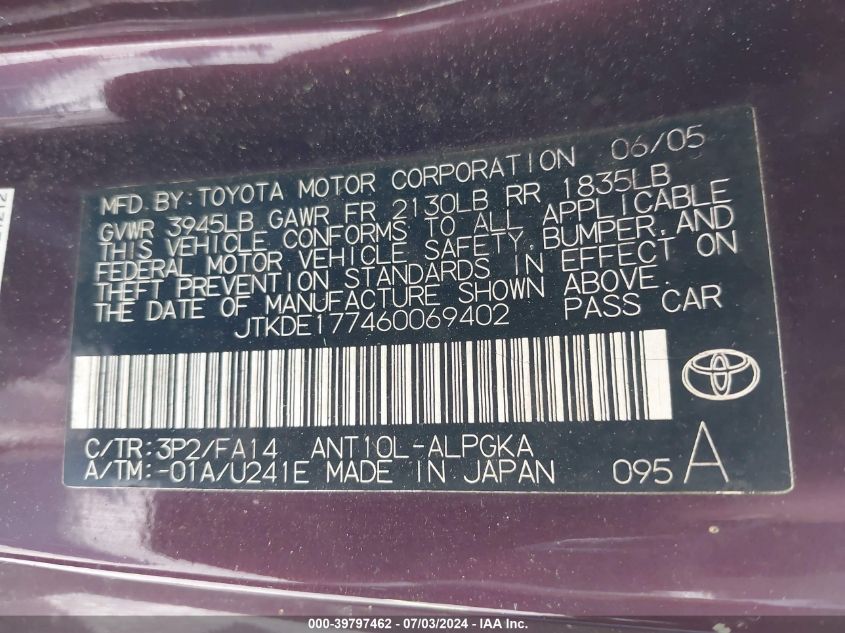 MFD. BY: TOYOTA MOTOR CORPORATION 06/05
GVWR 3945LB GAWR FR 2130LB RR 1835LB
THIS VEHICLE CONFORMS TO ALL APPLICABLE
FEDERAL MOTOR VEHICLE SAFETY, BUMPER, AND
THEFT PREVENTION STANDARDS IN EFFECT ON
THE DATE OF MANUFACTURE SHOWN ABOVE.
JTKDE177460069402 PASS CAR
C/TR: 3P2/FA14 ANT10L-ALPGKA
A/TM: -01A/U241E MADE IN JAPAN 095 A
000-39797462 - 07/03/2024 - IAA Inc.